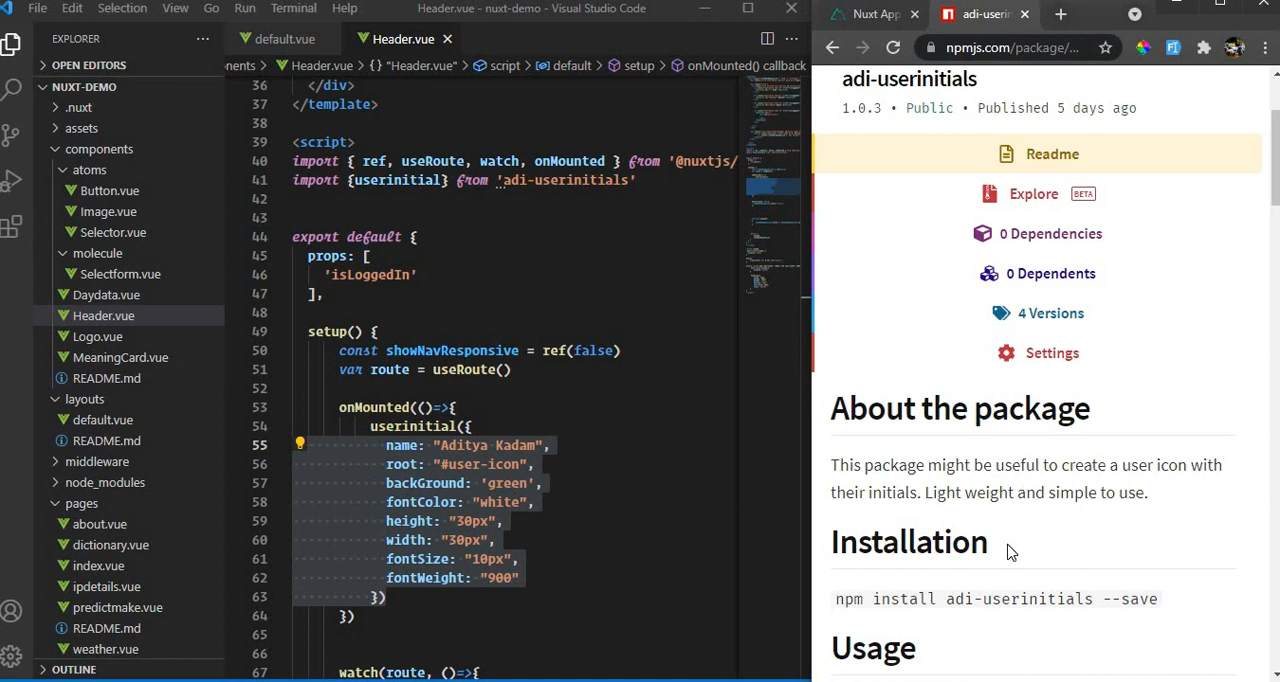 File Edit Selection View Go Run Terminal Help Header.vue - nuxt-demo - Visual Studio Code
EXPLORER
OPEN EDITORS
NUXT-DEMO
.nuxt
assets
components
atoms
Button.vue
Image.vue
Selector.vue
molecule
Selectform.vue
Daydata.vue
Header.vue
Logo.vue
MeaningCard.vue
README.md
layouts
default.vue
README.md
middleware
node_modules
pages
about.vue
dictionary.vue
index.vue
ipdetails.vue
predictmake.vue
README.md
weather.vue
OUTLINE
default.vue Header.vue
nents > Header.vue > {} "Header.vue" > script > default > setup > onMounted() callback
36 </div>
37 </template>
38
39 <script>
40 import { ref, useRoute, watch, onMounted } from '@nuxtjs/
41 import {userinitial} from 'adi-userinitials'
42
43
44 export default {
45 props: [
46 'isLoggedIn'
47 ],
48
49 setup() {
50 const showNavResponsive = ref(false)
51 var route = useRoute()
52
53 onMounted(()=>{
54 userinitial({
55 name: "Aditya Kadam",
56 root: "#user-icon",
57 backGround: 'green',
58 fontColor: "white",
59 height: "30px",
60 width: "30px",
61 fontSize: "10px",
62 fontWeight: "900"
63 })
64 })
65
66
67 watch(route, ()=>{
Nuxt App adi-userin
npmjs.com/package/...
adi-userinitials
1.0.3 • Public • Published 5 days ago
Readme
Explore BETA
0 Dependencies
0 Dependents
4 Versions
Settings
About the package
This package might be useful to create a user icon with
their initials. Light weight and simple to use.
Installation
npm install adi-userinitials --save
Usage